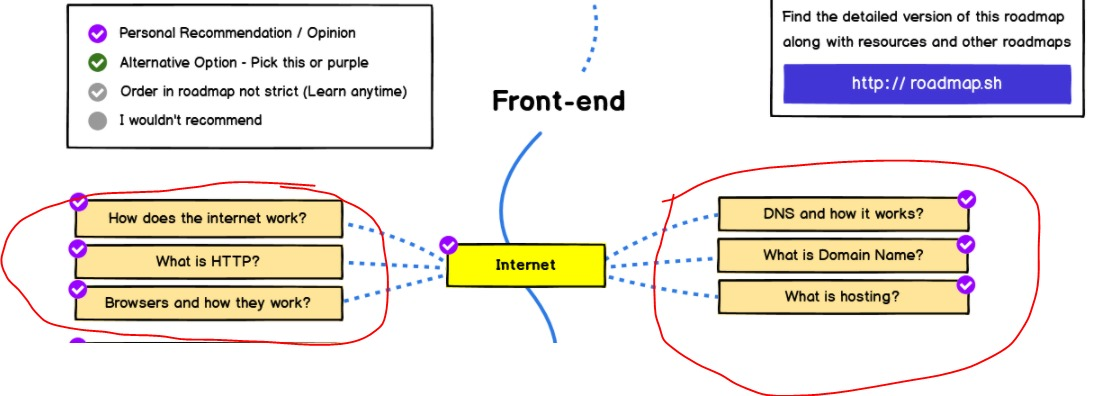 Personal Recommendation / Opinion
Alternative Option - Pick this or purple
Order in roadmap not strict (Learn anytime)
I wouldn't recommend
Find the detailed version of this roadmap
along with resources and other roadmaps
http:// roadmap.sh
Front-end
How does the internet work?
What is HTTP?
Browsers and how they work?
Internet
DNS and how it works?
What is Domain Name?
What is hosting?